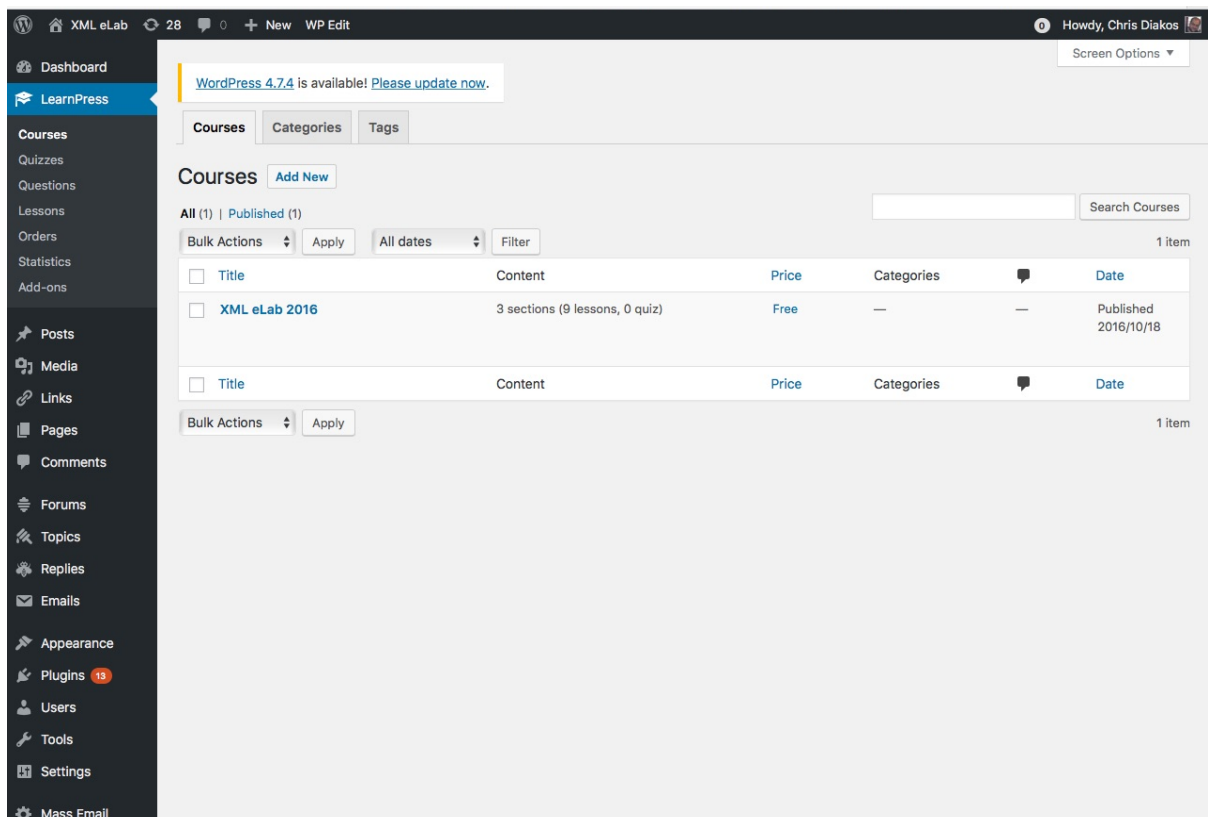 XML eLab 28 0 New WP Edit 0 Howdy, Chris Diakos
Screen Options
Dashboard
LearnPress
Courses
Quizzes
Questions
Lessons
Orders
Statistics
Add-ons
Posts
Media
Links
Pages
Comments
Forums
Topics
Replies
Emails
Appearance
Plugins 13
Users
Tools
Settings
Mass Email
WordPress 4.7.4 is available! Please update now.
Courses Categories Tags
Courses Add New
All (1) | Published (1)
Search Courses
Bulk Actions Apply All dates Filter 1 item
Title Content Price Categories Date
XML eLab 2016 3 sections (9 lessons, 0 quiz) Free — — Published
2016/10/18
Title Content Price Categories Date
Bulk Actions Apply 1 item